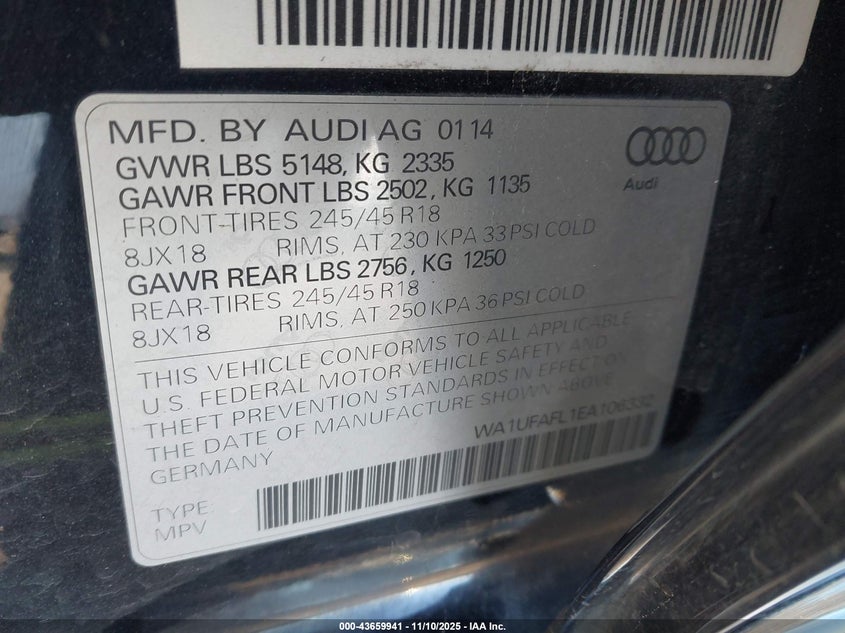 MFD. BY AUDI AG 01 14
GVWR LBS 5148, KG 2335
GAWR FRONT LBS 2502, KG 1135
FRONT-TIRES 245/45 R18
8JX18 RIMS, AT 230 KPA 33 PSI COLD
GAWR REAR LBS 2756, KG 1250
REAR-TIRES 245/45 R18
8JX18 RIMS, AT 250 KPA 36 PSI COLD
Audi
THIS VEHICLE CONFORMS TO ALL APPLICABLE
U.S. FEDERAL MOTOR VEHICLE SAFETY AND
THEFT PREVENTION STANDARDS IN EFFECT ON
THE DATE OF MANUFACTURE SHOWN ABOVE
GERMANY
WA1UFAFL1EA106332
TYPE:
MPV
000-43659941 - 11/10/2025 - IAA Inc.